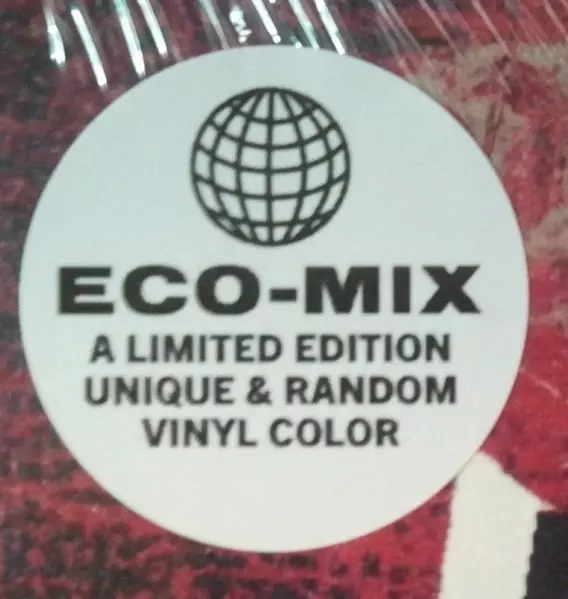 ECO-MIX
A LIMITED EDITION
UNIQUE & RANDOM
VINYL COLOR